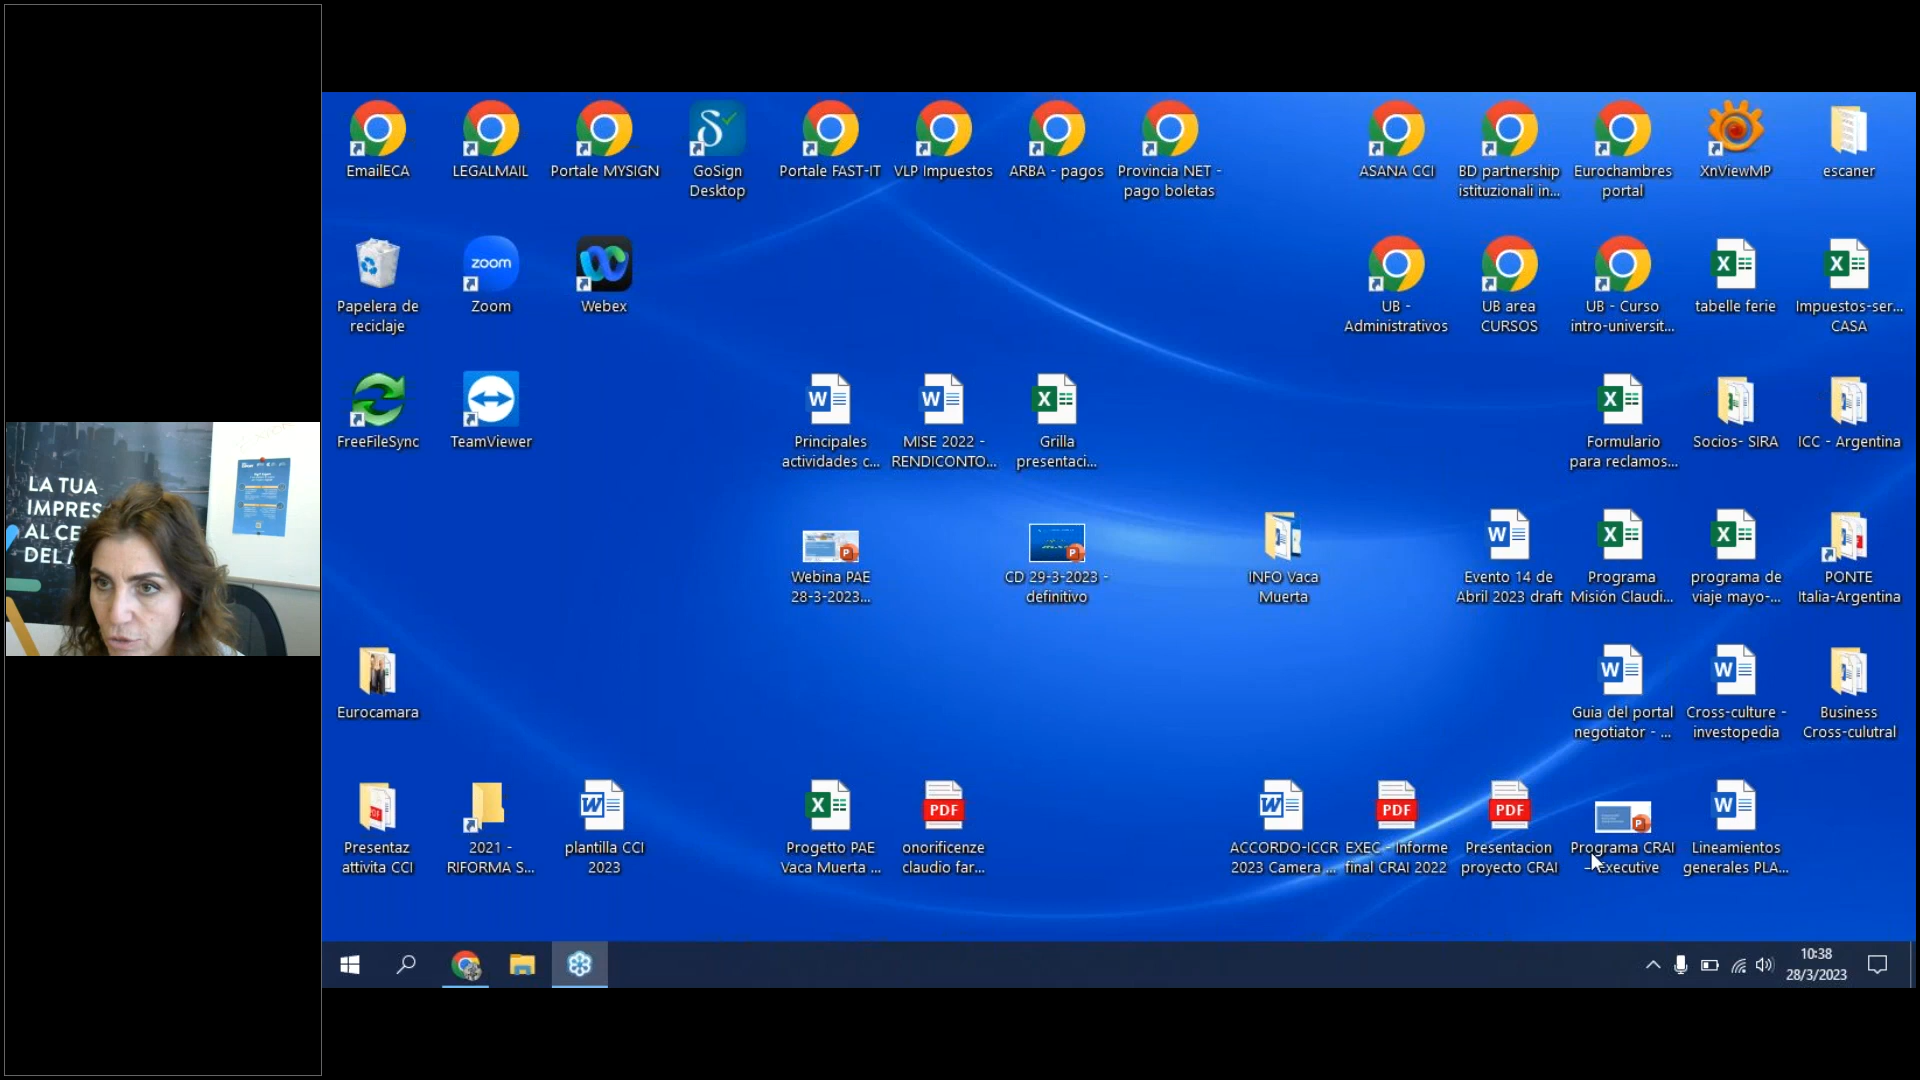 EmailECA
LEGALMAIL
Portale MYSIGN
GoSign
Desktop
Portale FAST-IT
VLP Impuestos
ARBA - pagos
Provincia NET -
pago boletas
ASANA CCI
BD partnership
istituzionali in...
Eurochambres
portal
XnViewMP
escaner
Papelera de
reciclaje
zoom
Zoom
Webex
UB -
Administrativos
UB area
CURSOS
UB - Curso
intro-universit...
tabelle ferie
Impuestos-ser...
CASA
FreeFileSync
TeamViewer
Principales
actividades c...
MISE 2022 -
RENDICONTO...
Grilla
presentaci...
Formulario
para reclamos...
Socios- SIRA
ICC - Argentina
LA TUA
IMPRES
AL CE
DEL
Webina PAE
28-3-2023...
CD 29-3-2023 -
definitivo
INFO Vaca
Muerta
Evento 14 de
Abril 2023 draft
Programa
Misión Claudi...
programa de
viaje mayo-...
PONTE
Italia-Argentina
Eurocamara
Guia del portal
negotiator - ...
Cross-culture -
investopedia
Business
Cross-culutral
Presentaz
attivita CCI
2021 -
RIFORMA S...
plantilla CCI
2023
Progetto PAE
Vaca Muerta ...
PDF
onorificenze
claudio far...
ACCORDO-ICCR
2023 Camera ...
PDF
EXEC - Informe
final CRAI 2022
PDF
Presentacion
proyecto CRAI
Programa CRAI
- Executive
Lineamientos
generales PLA...
10:38
28/3/2023